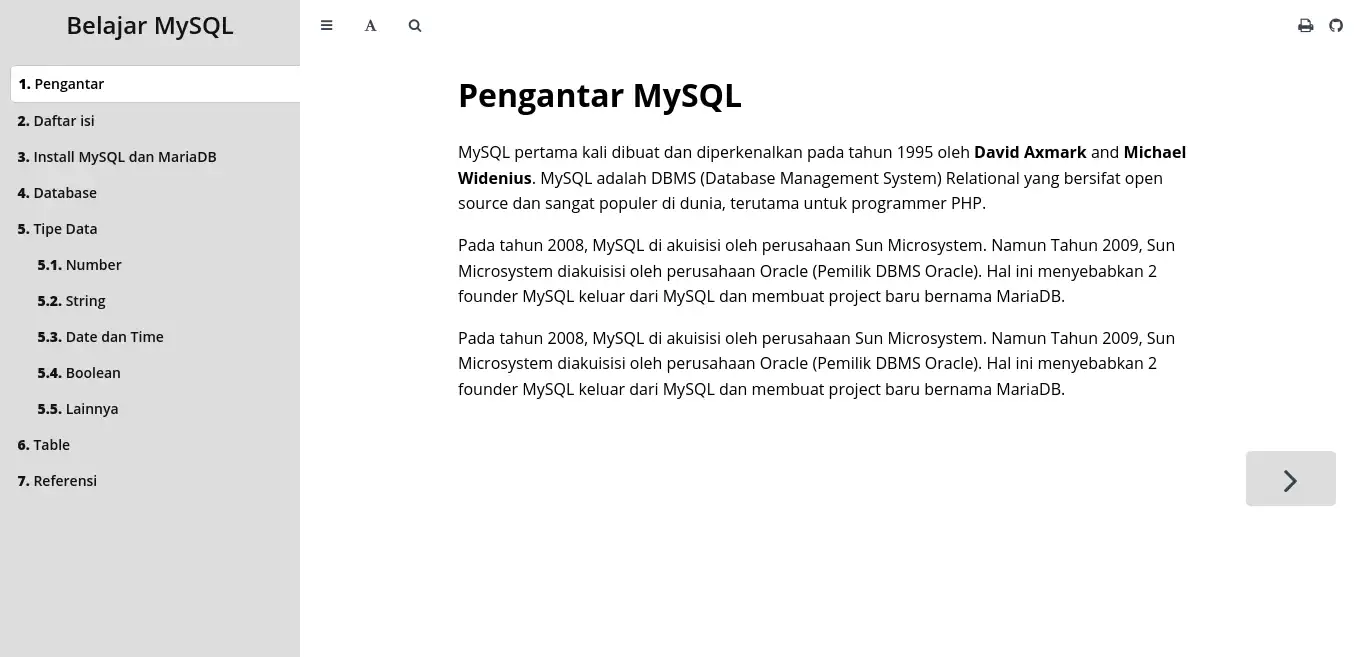 Belajar MySQL
1. Pengantar
2. Daftar isi
3. Install MySQL dan MariaDB
4. Database
5. Tipe Data
5.1. Number
5.2. String
5.3. Date dan Time
5.4. Boolean
5.5. Lainnya
6. Table
7. Referensi
Pengantar MySQL
MySQL pertama kali dibuat dan diperkenalkan pada tahun 1995 oleh David Axmark and Michael
Widenius. MySQL adalah DBMS (Database Management System) Relational yang bersifat open
source dan sangat populer di dunia, terutama untuk programmer PHP.
Pada tahun 2008, MySQL di akuisisi oleh perusahaan Sun Microsystem. Namun Tahun 2009, Sun
Microsystem diakuisisi oleh perusahaan Oracle (Pemilik DBMS Oracle). Hal ini menyebabkan 2
founder MySQL keluar dari MySQL dan membuat project baru bernama MariaDB.
Pada tahun 2008, MySQL di akuisisi oleh perusahaan Sun Microsystem. Namun Tahun 2009, Sun
Microsystem diakuisisi oleh perusahaan Oracle (Pemilik DBMS Oracle). Hal ini menyebabkan 2
founder MySQL keluar dari MySQL dan membuat project baru bernama MariaDB.